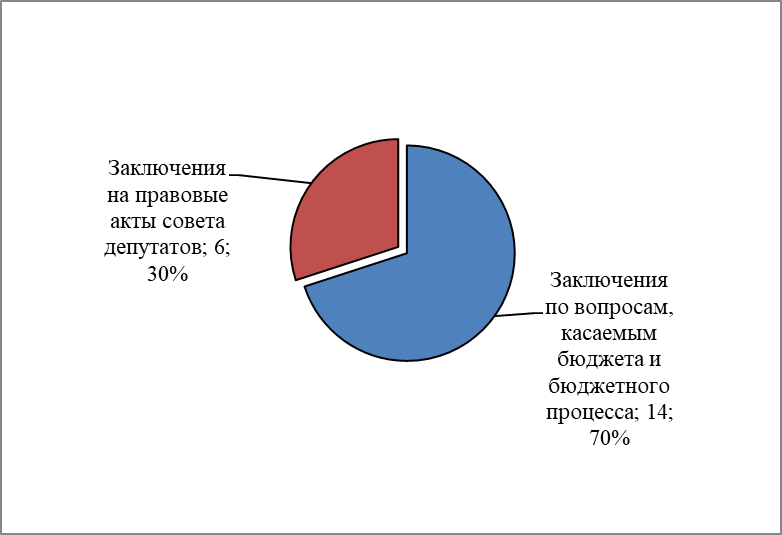 Заключения
на правовые
акты совета
депутатов; 6;
30%
Заключения
по вопросам,
касаемым
бюджета и
бюджетного
процесса; 14;
70%